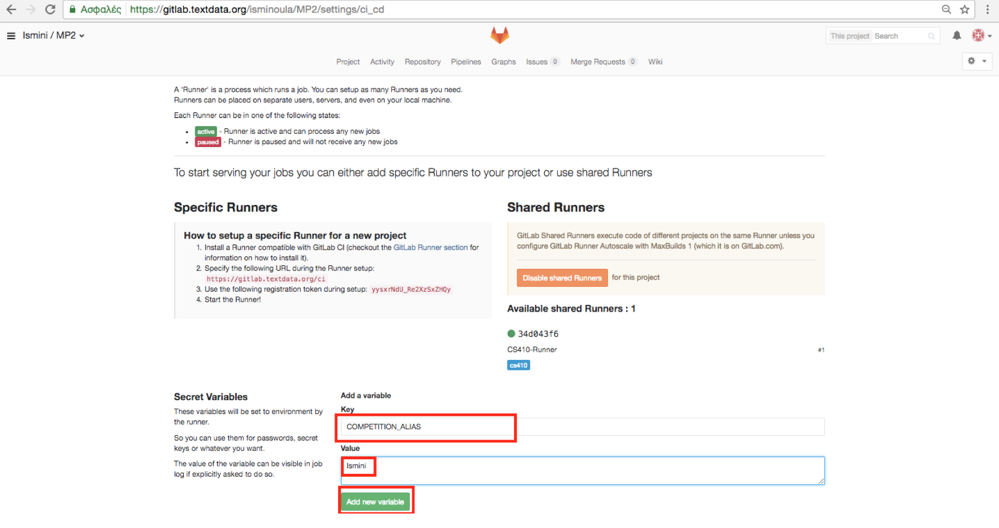 Ασφαλές https://gitlab.textdata.org/isminoula/MP2/settings/ci_cd
Ismini / MP2
This project Search
Project Activity Repository Pipelines Graphs Issues 0 Merge Requests 0 Wiki
A 'Runner' is a process which runs a job. You can setup as many Runners as you need.
Runners can be placed on separate users, servers, and even on your local machine.
Each Runner can be in one of the following states:
• active - Runner is active and can process any new jobs
• paused - Runner is paused and will not receive any new jobs
To start serving your jobs you can either add specific Runners to your project or use shared Runners
Specific Runners
How to setup a specific Runner for a new project
1. Install a Runner compatible with GitLab CI (checkout the GitLab Runner section for
information on how to install it).
2. Specify the following URL during the Runner setup:
https://gitlab.textdata.org/ci
3. Use the following registration token during setup: yysxrNdU_Re2XzSxZHQy
4. Start the Runner!
Shared Runners
GitLab Shared Runners execute code of different projects on the same Runner unless you
configure GitLab Runner Autoscale with MaxBuilds 1 (which it is on GitLab.com).
Disable shared Runners for this project
Available shared Runners : 1
34d043f6
CS410-Runner #1
cs410
Secret Variables
These variables will be set to environment by
the runner.
So you can use them for passwords, secret
keys or whatever you want.
The value of the variable can be visible in job
log if explicitly asked to do so.
Add a variable
Key
COMPETITION_ALIAS
Value
Ismini
Add new variable